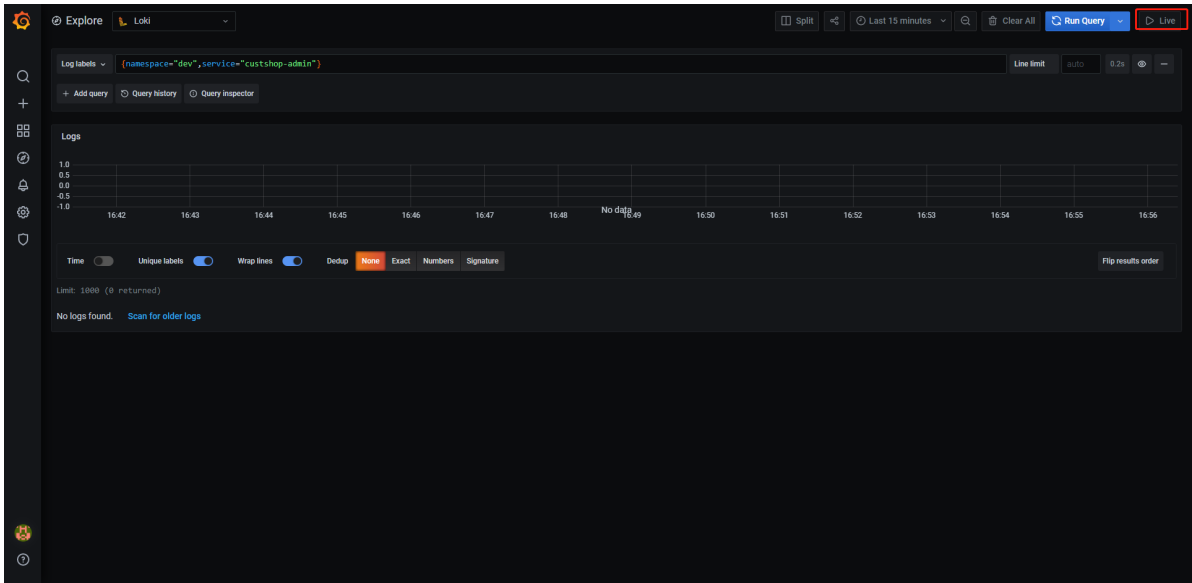 Explore Loki Split Last 15 minutes Clear All Run Query Live
Log labels {namespace="dev",service="custshop-admin"} Line limit auto 0.2s
+ Add query Query history Query inspector
Logs
1.0
0.5
0.0
-0.5
-1.0
No data
16:42 16:43 16:44 16:45 16:46 16:47 16:48 16:49 16:50 16:51 16:52 16:53 16:54 16:55 16:56
Time Unique labels Wrap lines Dedup None Exact Numbers Signature Flip results order
Limit: 1000 (0 returned)
No logs found. Scan for older logs